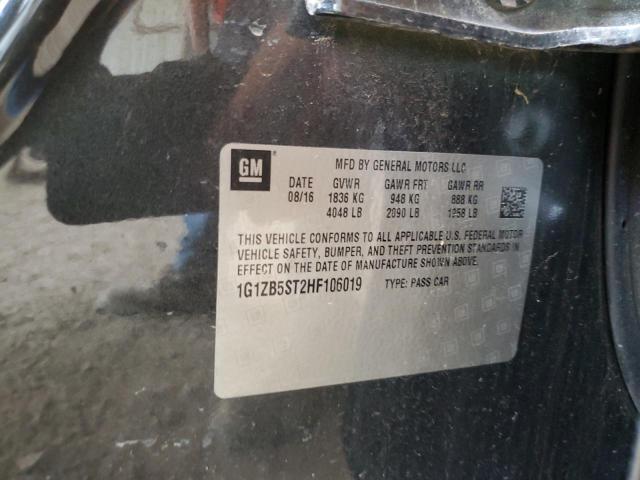 GM
MFD BY GENERAL MOTORS LLC
DATE GVWR GAWR FRT GAWR RR
08/16 1836 KG 948 KG 888 KG
4048 LB 2090 LB 1958 LB
THIS VEHICLE CONFORMS TO ALL APPLICABLE U.S. FEDERAL MOTOR
VEHICLE SAFETY, BUMPER, AND THEFT PREVENTION STANDARDS IN
EFFECT ON THE DATE OF MANUFACTURE SHOWN ABOVE.
1G1ZB5ST2HF106019 TYPE: PASS CAR